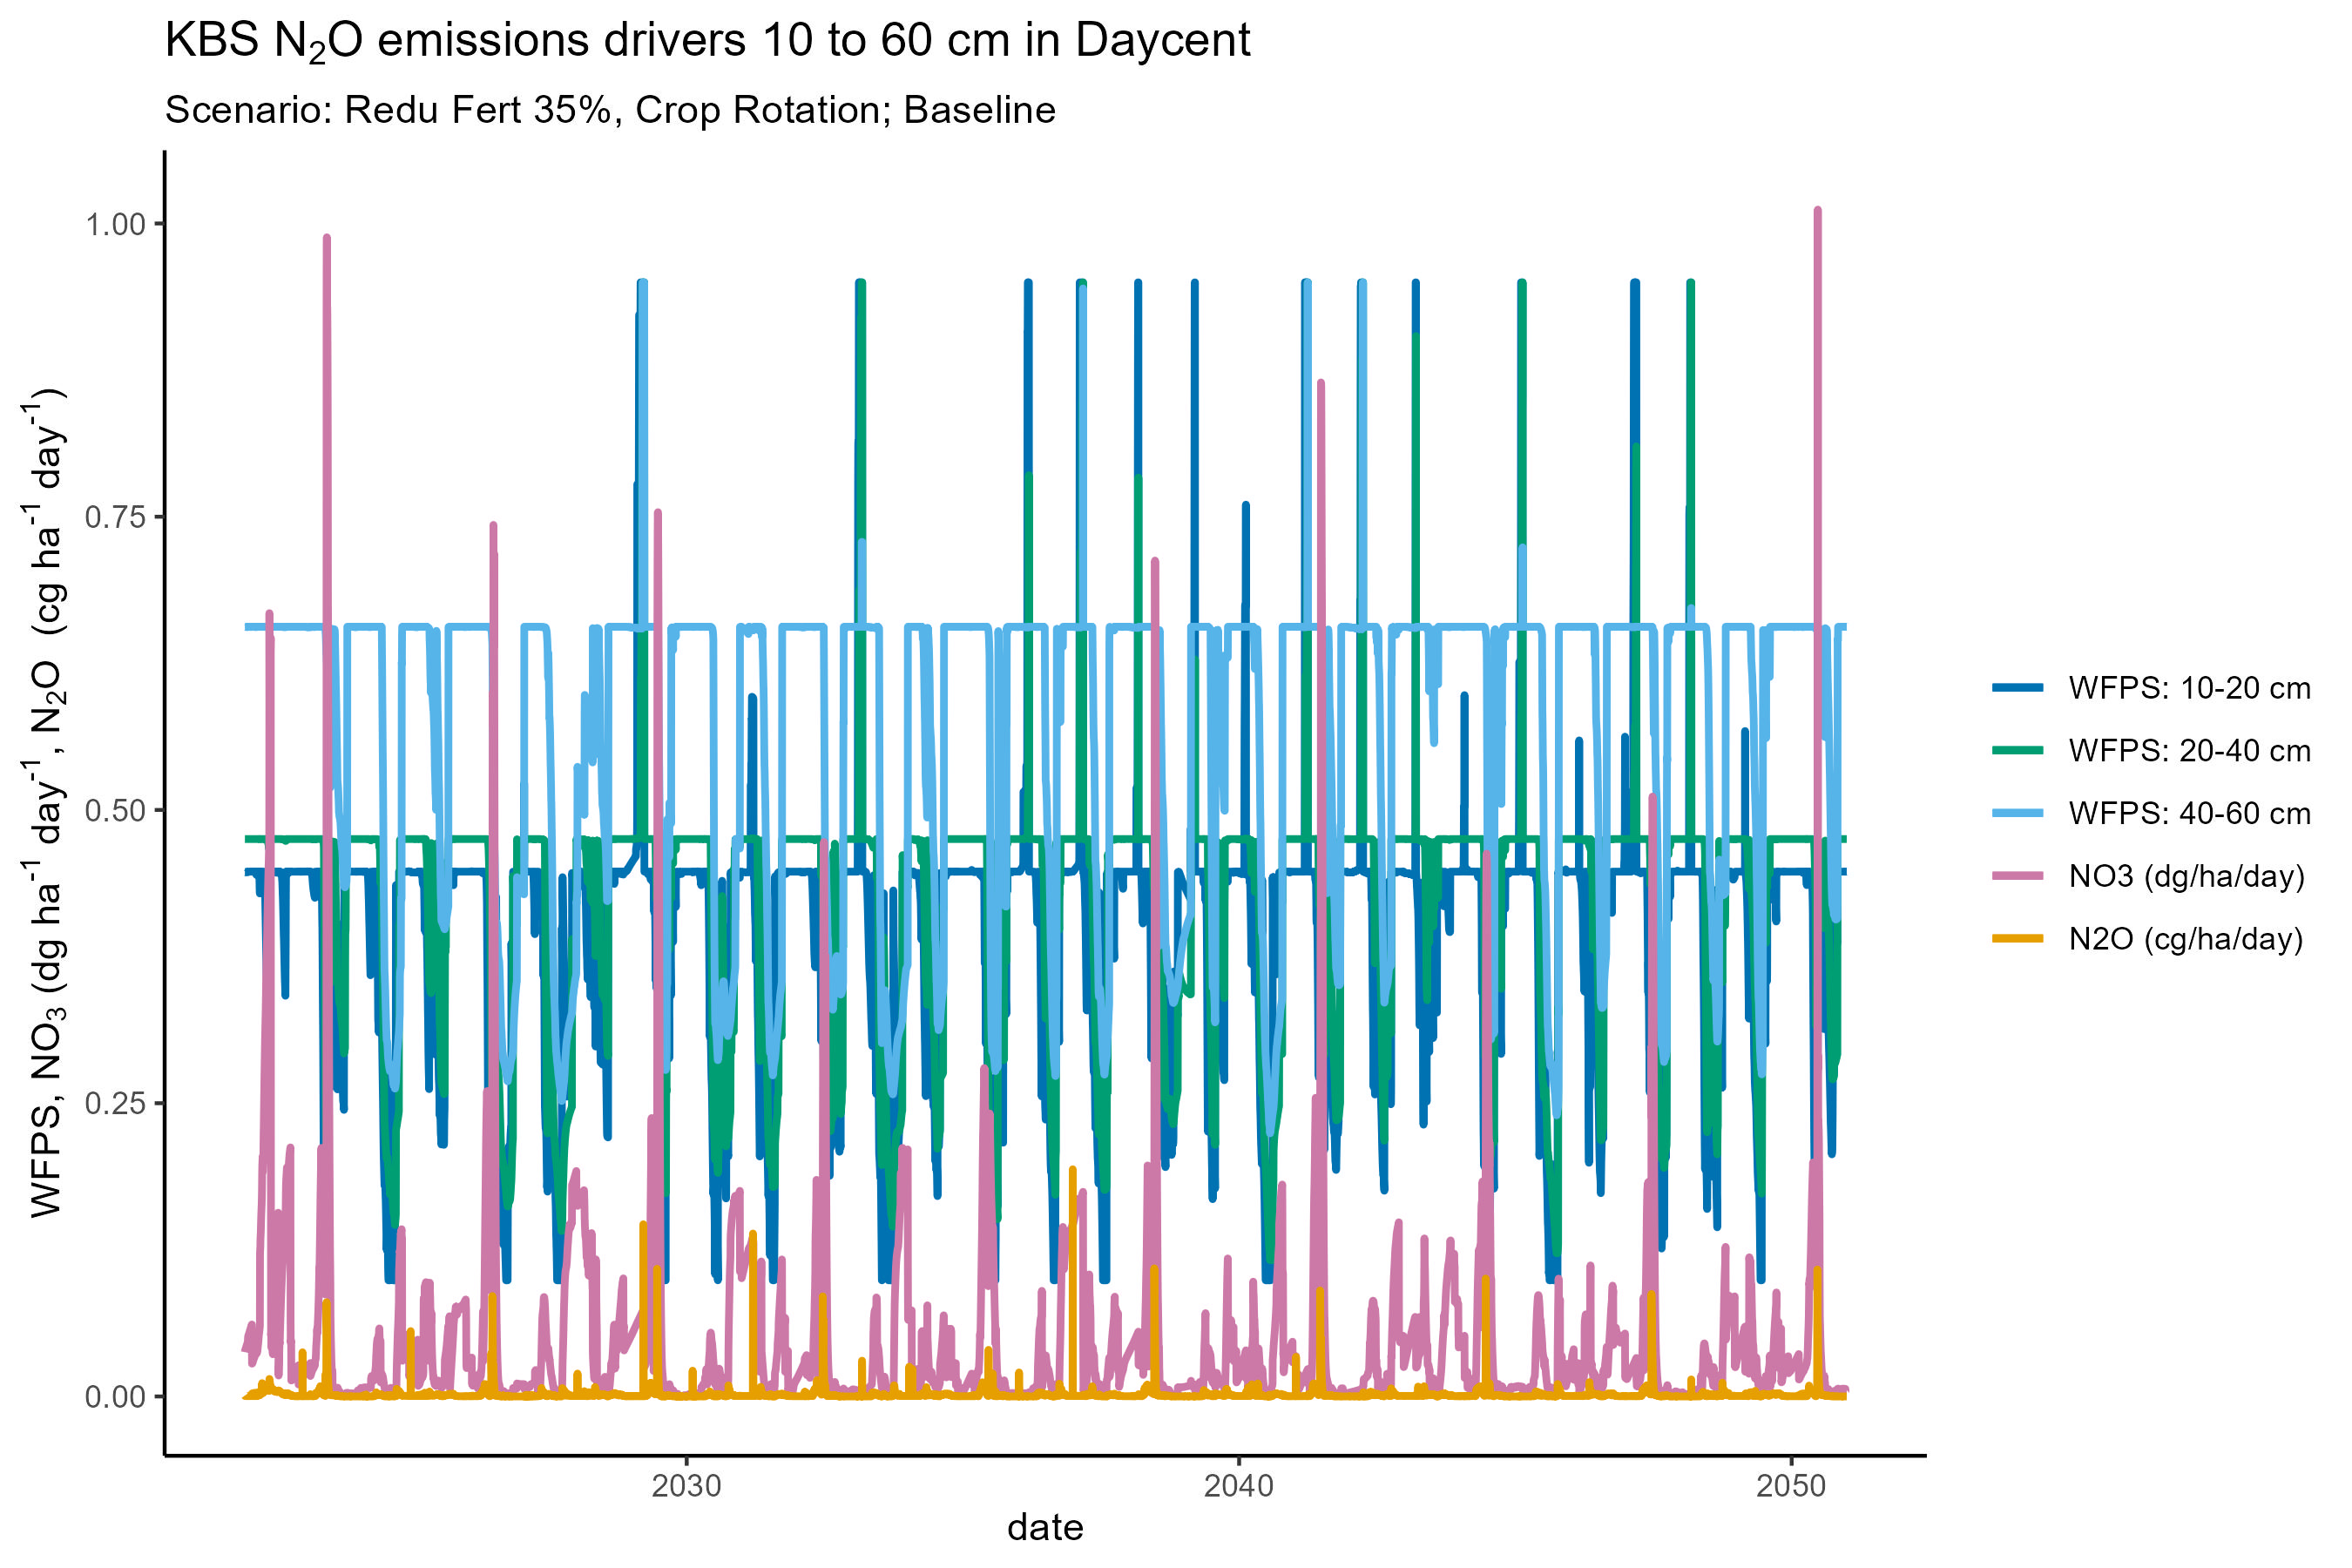 KBS N₂O emissions drivers 10 to 60 cm in Daycent
Scenario: Redu Fert 35%, Crop Rotation; Baseline
WFPS, NO₃ (dg ha⁻¹ day⁻¹, N₂O (cg ha⁻¹ day⁻¹)
1.00
0.75
0.50
0.25
0.00
2030 2040 2050
date
WFPS: 10-20 cm
WFPS: 20-40 cm
WFPS: 40-60 cm
NO3 (dg/ha/day)
N2O (cg/ha/day)